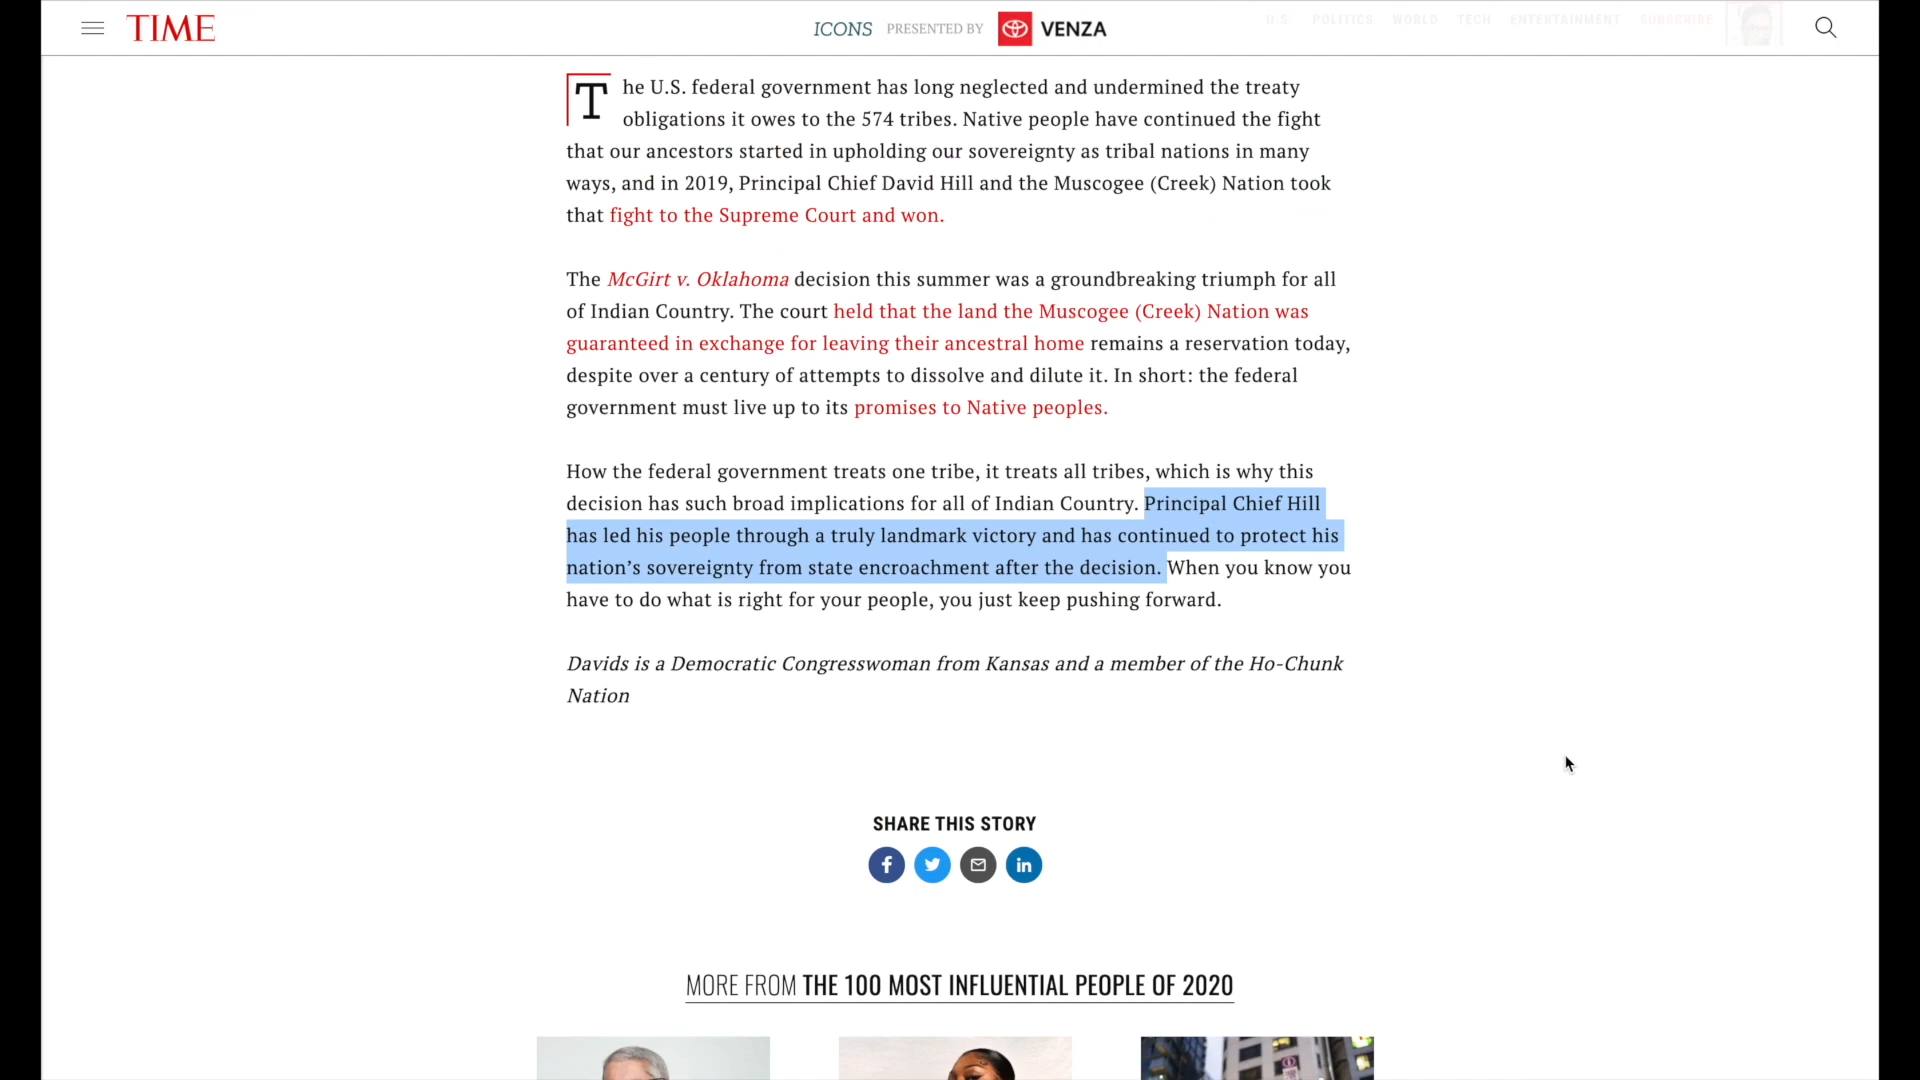 TIME
ICONS PRESENTED BY VENZA
U.S. POLITICS WORLD TECH ENTERTAINMENT SUBSCRIBE
The U.S. federal government has long neglected and undermined the treaty
obligations it owes to the 574 tribes. Native people have continued the fight
that our ancestors started in upholding our sovereignty as tribal nations in many
ways, and in 2019, Principal Chief David Hill and the Muscogee (Creek) Nation took
that fight to the Supreme Court and won.
The McGirt v. Oklahoma decision this summer was a groundbreaking triumph for all
of Indian Country. The court held that the land the Muscogee (Creek) Nation was
guaranteed in exchange for leaving their ancestral home remains a reservation today,
despite over a century of attempts to dissolve and dilute it. In short: the federal
government must live up to its promises to Native peoples.
How the federal government treats one tribe, it treats all tribes, which is why this
decision has such broad implications for all of Indian Country. Principal Chief Hill
has led his people through a truly landmark victory and has continued to protect his
nation’s sovereignty from state encroachment after the decision. When you know you
have to do what is right for your people, you just keep pushing forward.
Davids is a Democratic Congresswoman from Kansas and a member of the Ho-Chunk
Nation
SHARE THIS STORY
MORE FROM THE 100 MOST INFLUENTIAL PEOPLE OF 2020